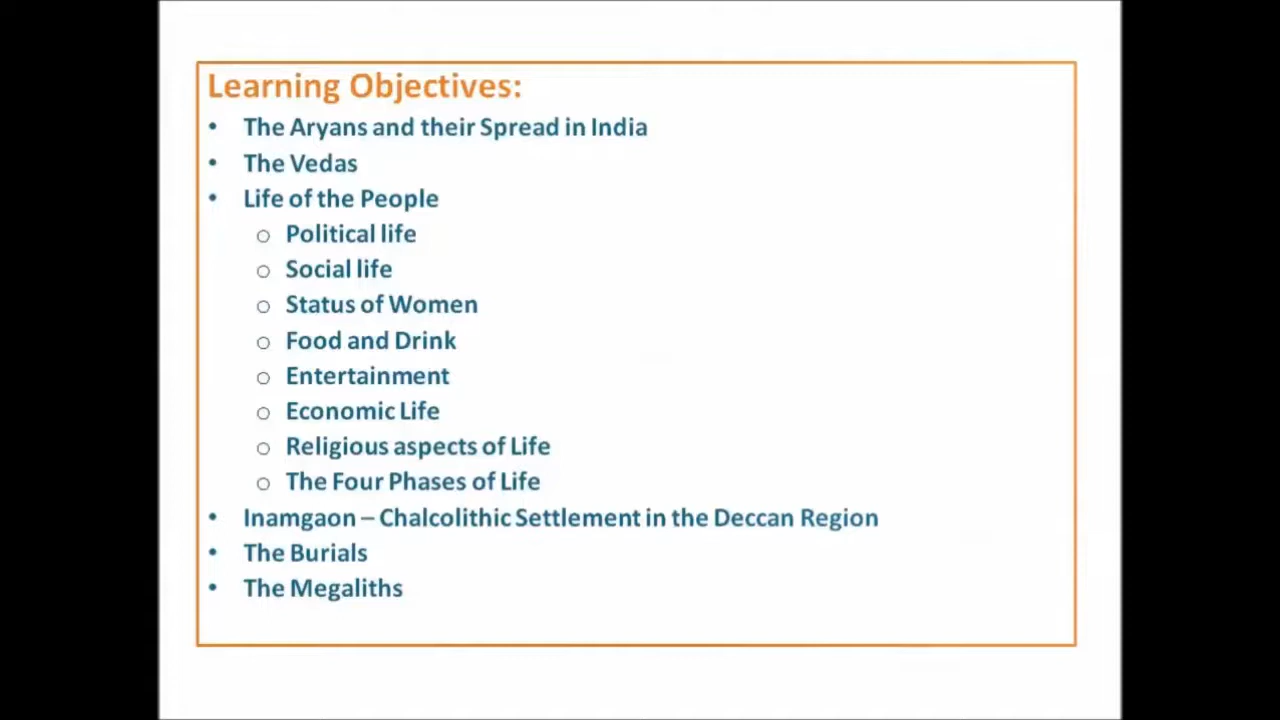 Learning Objectives:
• The Aryans and their Spread in India
• The Vedas
• Life of the People
o Political life
o Social life
o Status of Women
o Food and Drink
o Entertainment
o Economic Life
o Religious aspects of Life
o The Four Phases of Life
• Inamgaon – Chalcolithic Settlement in the Deccan Region
• The Burials
• The Megaliths